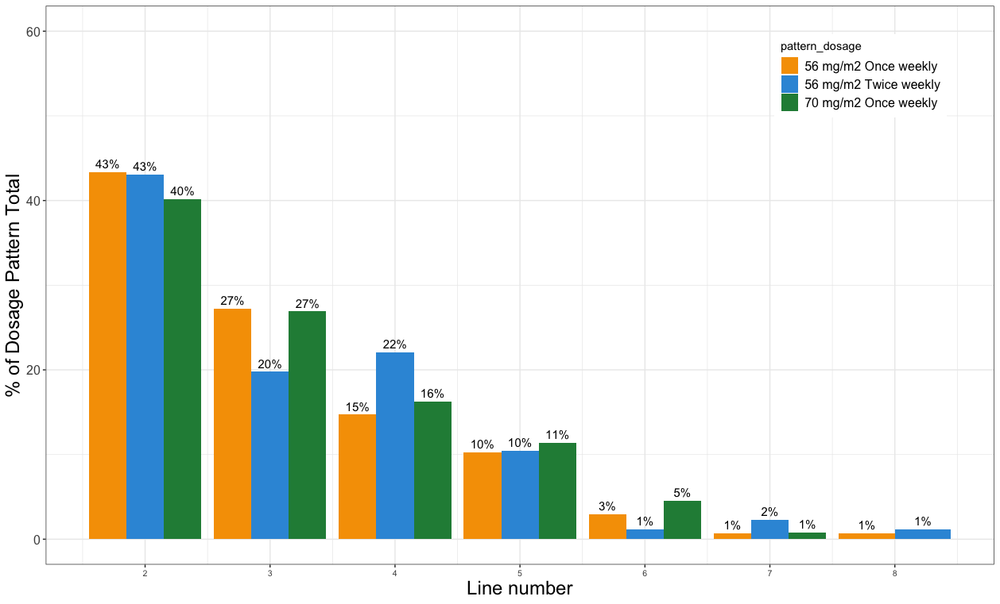 60
40
20
0
% of Dosage Pattern Total
pattern_dosage
56 mg/m2 Once weekly
56 mg/m2 Twice weekly
70 mg/m2 Once weekly
43% 43% 40%
27% 20% 27%
15% 22% 16%
10% 10% 11%
3% 1% 5%
1% 2% 1%
1% 1%
2 3 4 5 6 7 8
Line number